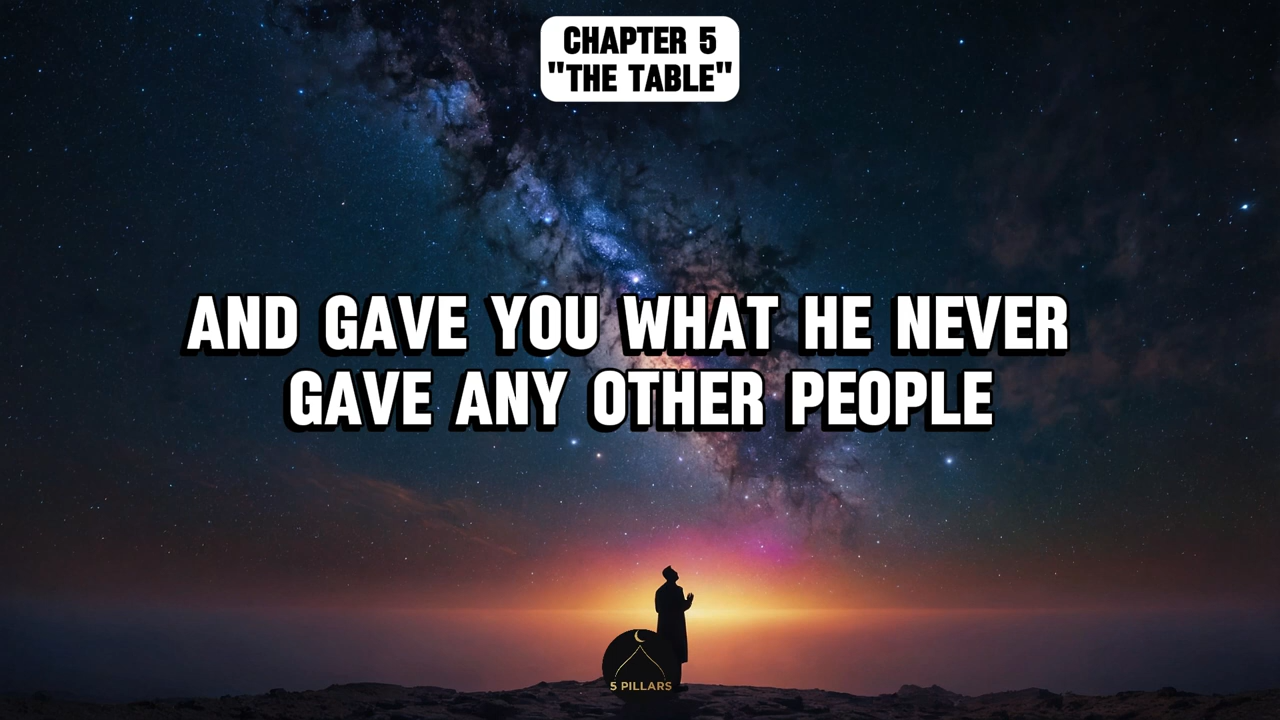 CHAPTER 5
"THE TABLE"
AND GAVE YOU WHAT HE NEVER
GAVE ANY OTHER PEOPLE
5 PILLARS